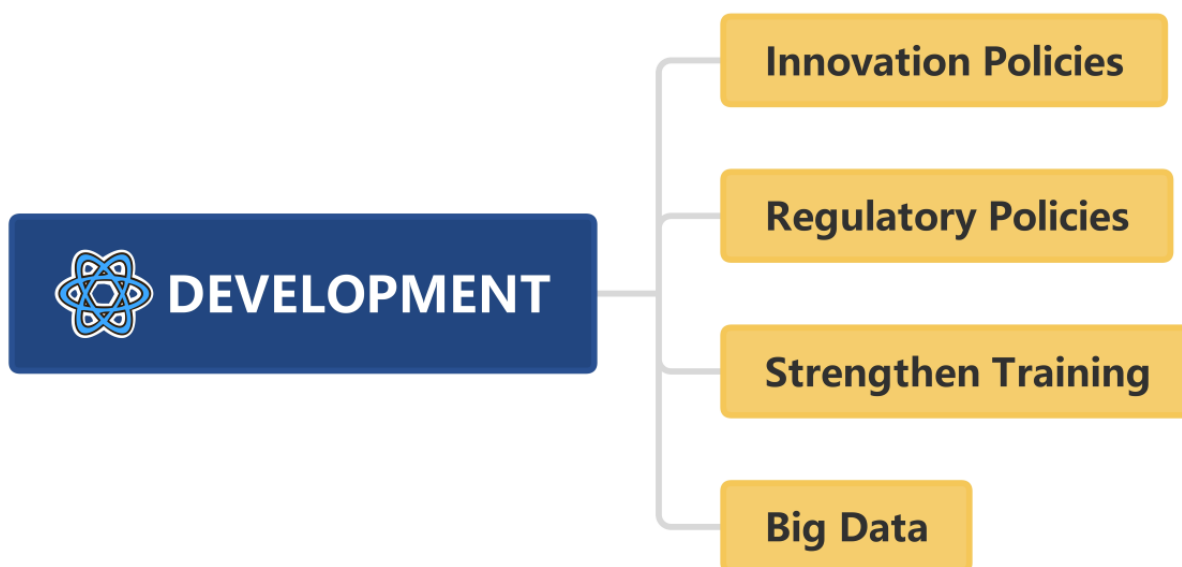 DEVELOPMENT
Innovation Policies
Regulatory Policies
Strengthen Training
Big Data